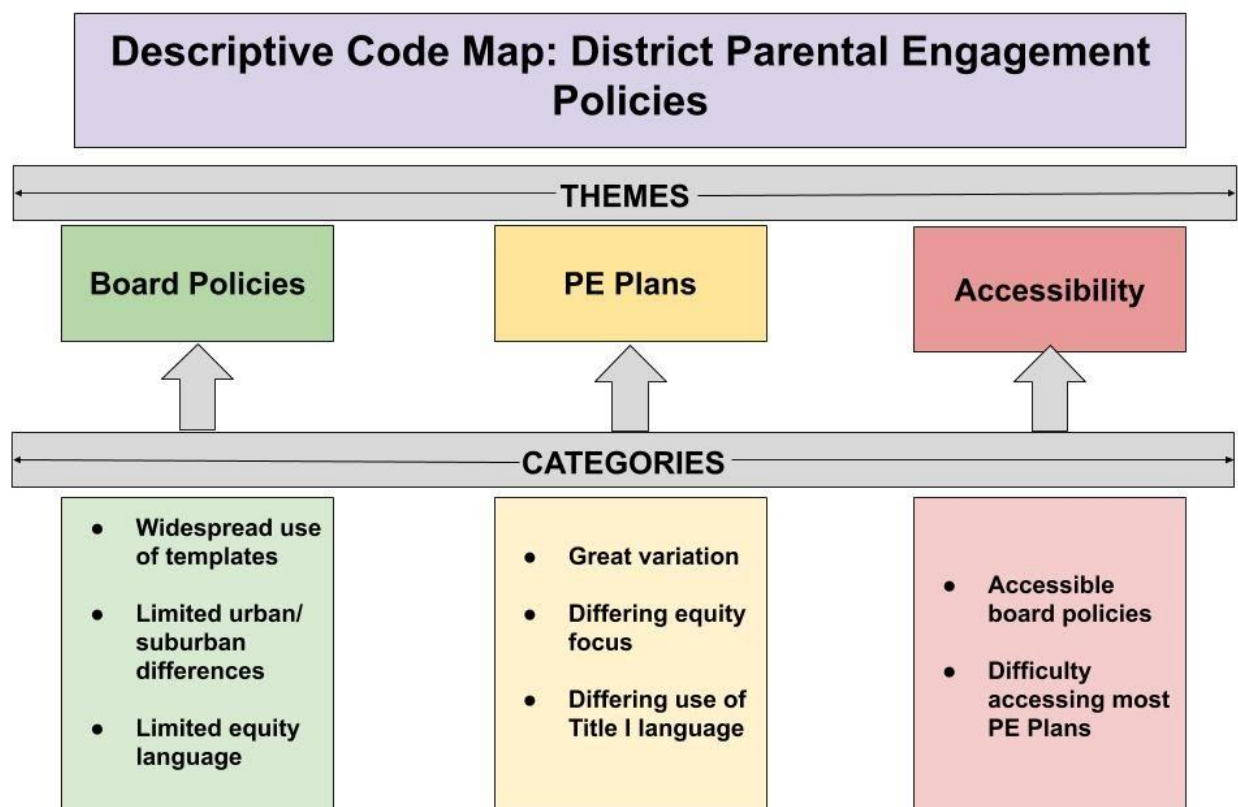 Descriptive Code Map: District Parental Engagement
Policies
THEMES
Board Policies
PE Plans
Accessibility
CATEGORIES
● Widespread use
of templates
● Limited urban/
suburban
differences
● Limited equity
language
● Great variation
● Differing equity
focus
● Differing use of
Title I language
● Accessible
board policies
● Difficulty
accessing most
PE Plans